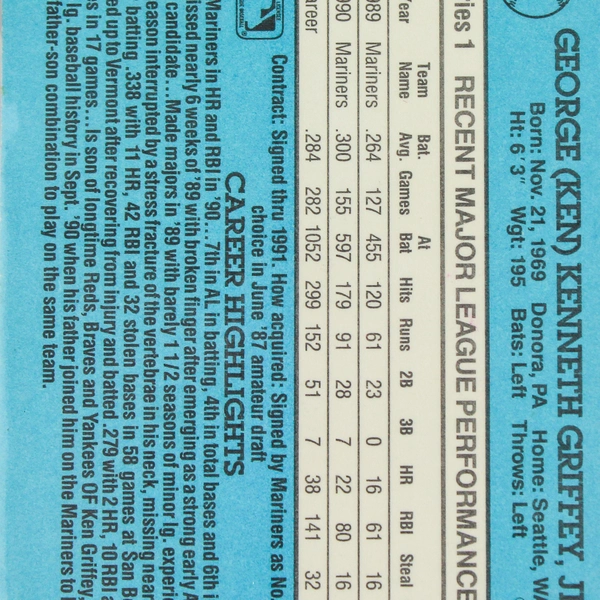 GEORGE (KEN) KENNETH GRIFFEY, J
Born: Nov. 21, 1969 Donora, PA Home: Seattle, WA
Ht: 6'3" Wgt: 195 Bats: Left Throws: Left
ies 1 RECENT MAJOR LEAGUE PERFORMANCE
Year Team Name Bat. Avg. Games At Bat Hits Runs 2B 3B HR RBI Steal
989 Mariners .264 127 455 120 61 23 0 16 61 16
990 Mariners .300 155 597 179 91 28 7 22 80 16
areer .284 282 1052 299 152 51 7 38 141 32
Contract: Signed thru 1991. How acquired: Signed by Mariners as No.
choice in June '87 amateur draft
CAREER HIGHLIGHTS
Mariners in HR and RBI in '90...7th in AL in batting, 4th in total bases and 6th i
issed nearly 6 weeks of '89 with broken finger after emerging as a strong early A
candidate...Made majors in '89 with barely 1 1/2 seasons of minor lg. experi
eason interrupted by a stress fracture of the vertebrae in his neck, missing near
batting .338 with 11 HR, 42 RBI and 32 stolen bases in 58 games at San B
ed up to Vermont after recovering from injury and batted .279 with 2 HR, 10 RBI a
s in 17 games...Is son of longtime Reds, Braves and Yankees OF Ken Griffey,
lg. baseball history in Sept. '90 when his father joined him on the Mariners to
father-son combination to play on the same team.